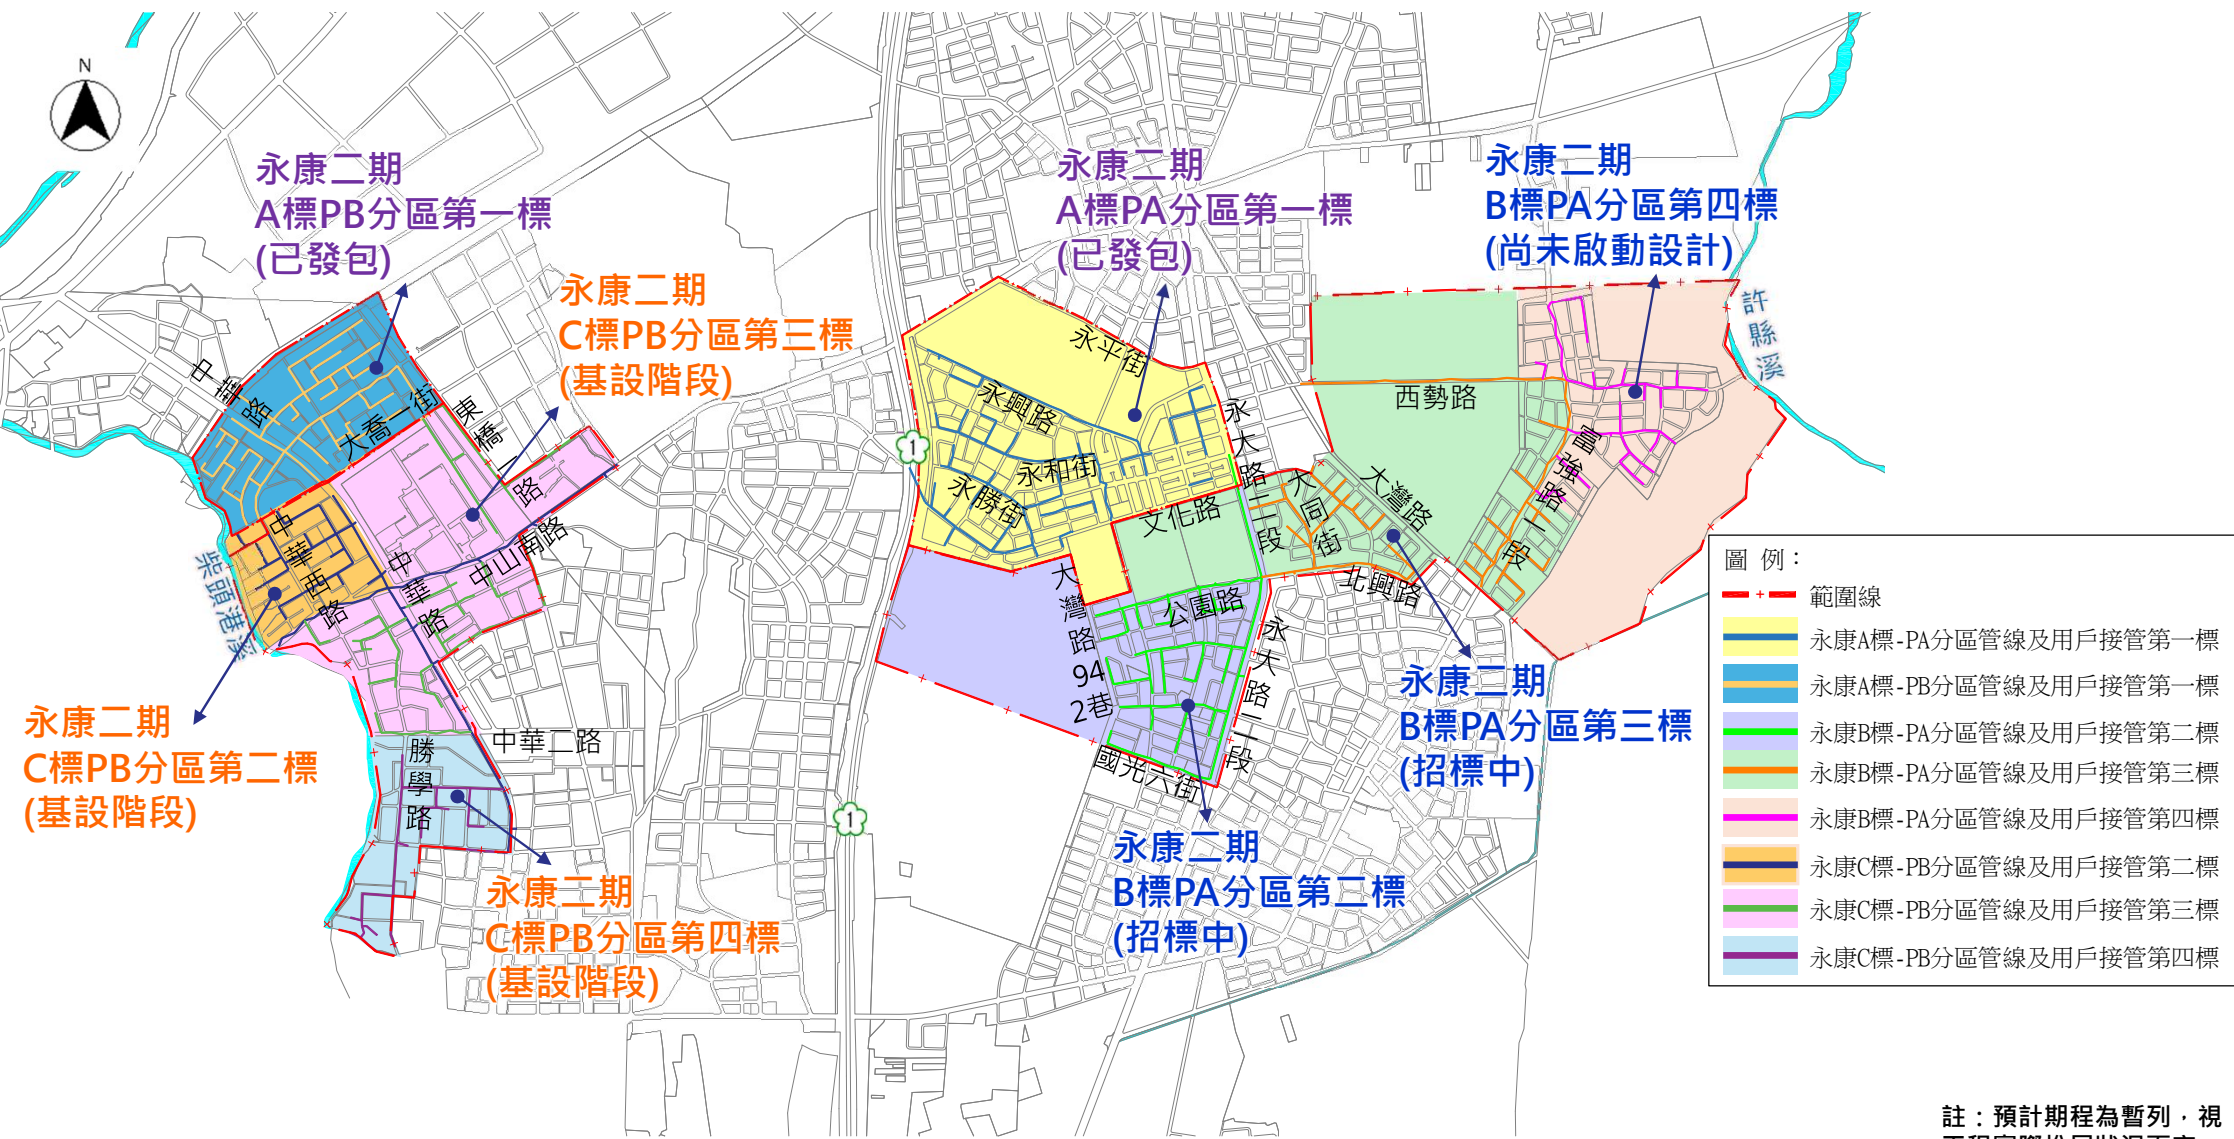 N
永康二期
A標PB分區第一標
(已發包)
永康二期
C標PB分區第三標
(基設階段)
永康二期
A標PA分區第一標
(已發包)
永康二期
B標PA分區第四標
(尚未啟動設計)
許縣溪
中華路
大喬一街
東橋一路
中山南路
中華西路
中華路
柴頭港溪
永康二期
C標PB分區第二標
(基設階段)
勝學路
中華二路
永康二期
C標PB分區第四標
(基設階段)
1
1
永平街
永興路
永和街
永勝街
永大路二段
文化路
大同街
大灣路
西勢路
富強路一段
北興路
大灣路942巷
公園路
永大路二段
國光六街
永康二期
B標PA分區第三標
(招標中)
永康二期
B標PA分區第二標
(招標中)
圖例：
範圍線
永康A標-PA分區管線及用戶接管第一標
永康A標-PB分區管線及用戶接管第一標
永康B標-PA分區管線及用戶接管第二標
永康B標-PA分區管線及用戶接管第三標
永康B標-PA分區管線及用戶接管第四標
永康C標-PB分區管線及用戶接管第二標
永康C標-PB分區管線及用戶接管第三標
永康C標-PB分區管線及用戶接管第四標
註：預計期程為暫列，視